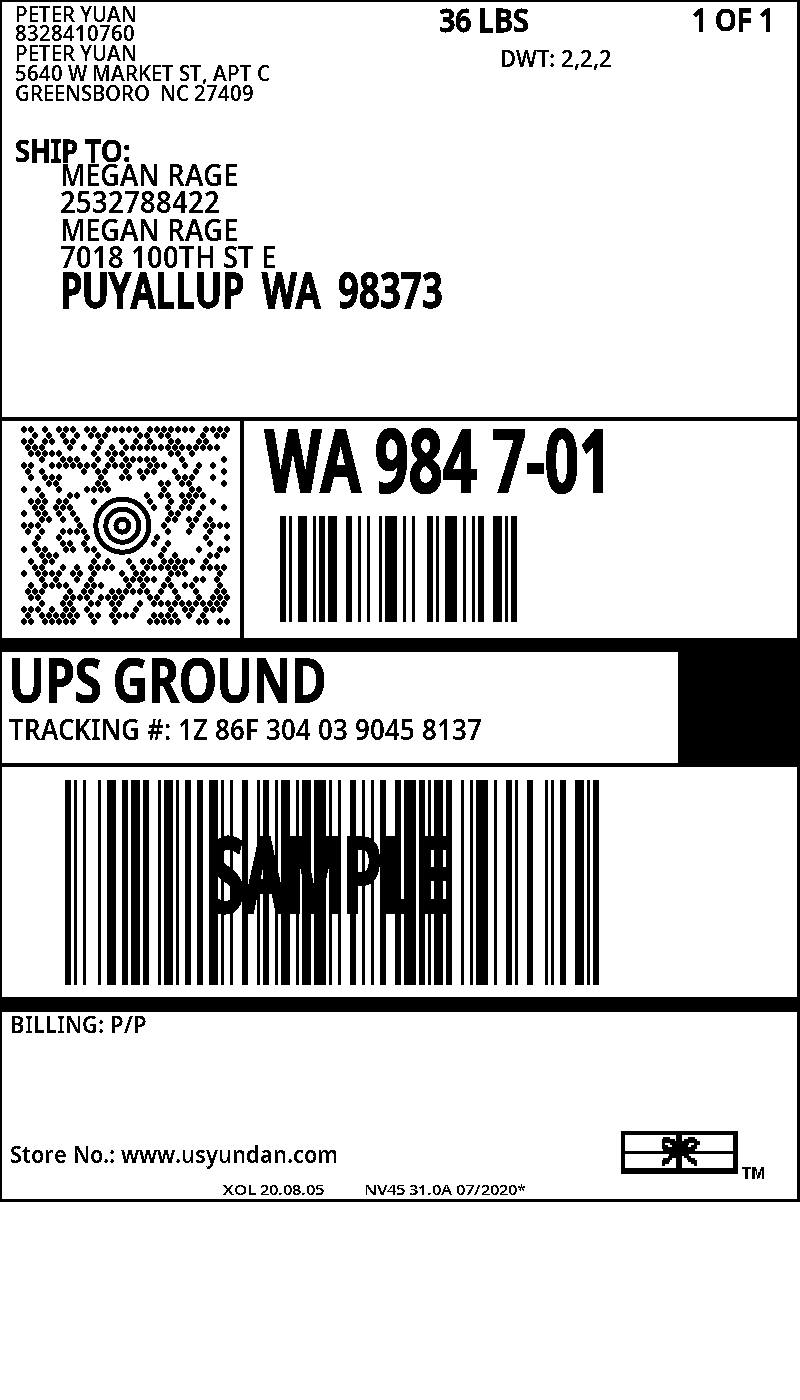 PETER YUAN
8328410760
PETER YUAN
5640 W MARKET ST, APT C
GREENSBORO NC 27409
36 LBS
1 OF 1
DWT: 2,2,2
SHIP TO:
MEGAN RAGE
2532788422
MEGAN RAGE
7018 100TH ST E
PUYALLUP WA 98373
WA 984 7-01
UPS GROUND
TRACKING #: 1Z 86F 304 03 9045 8137
SAMPLE
BILLING: P/P
Store No.: www.usyundan.com
TM
XOL 20.08.05 NV45 31.0A 07/2020*